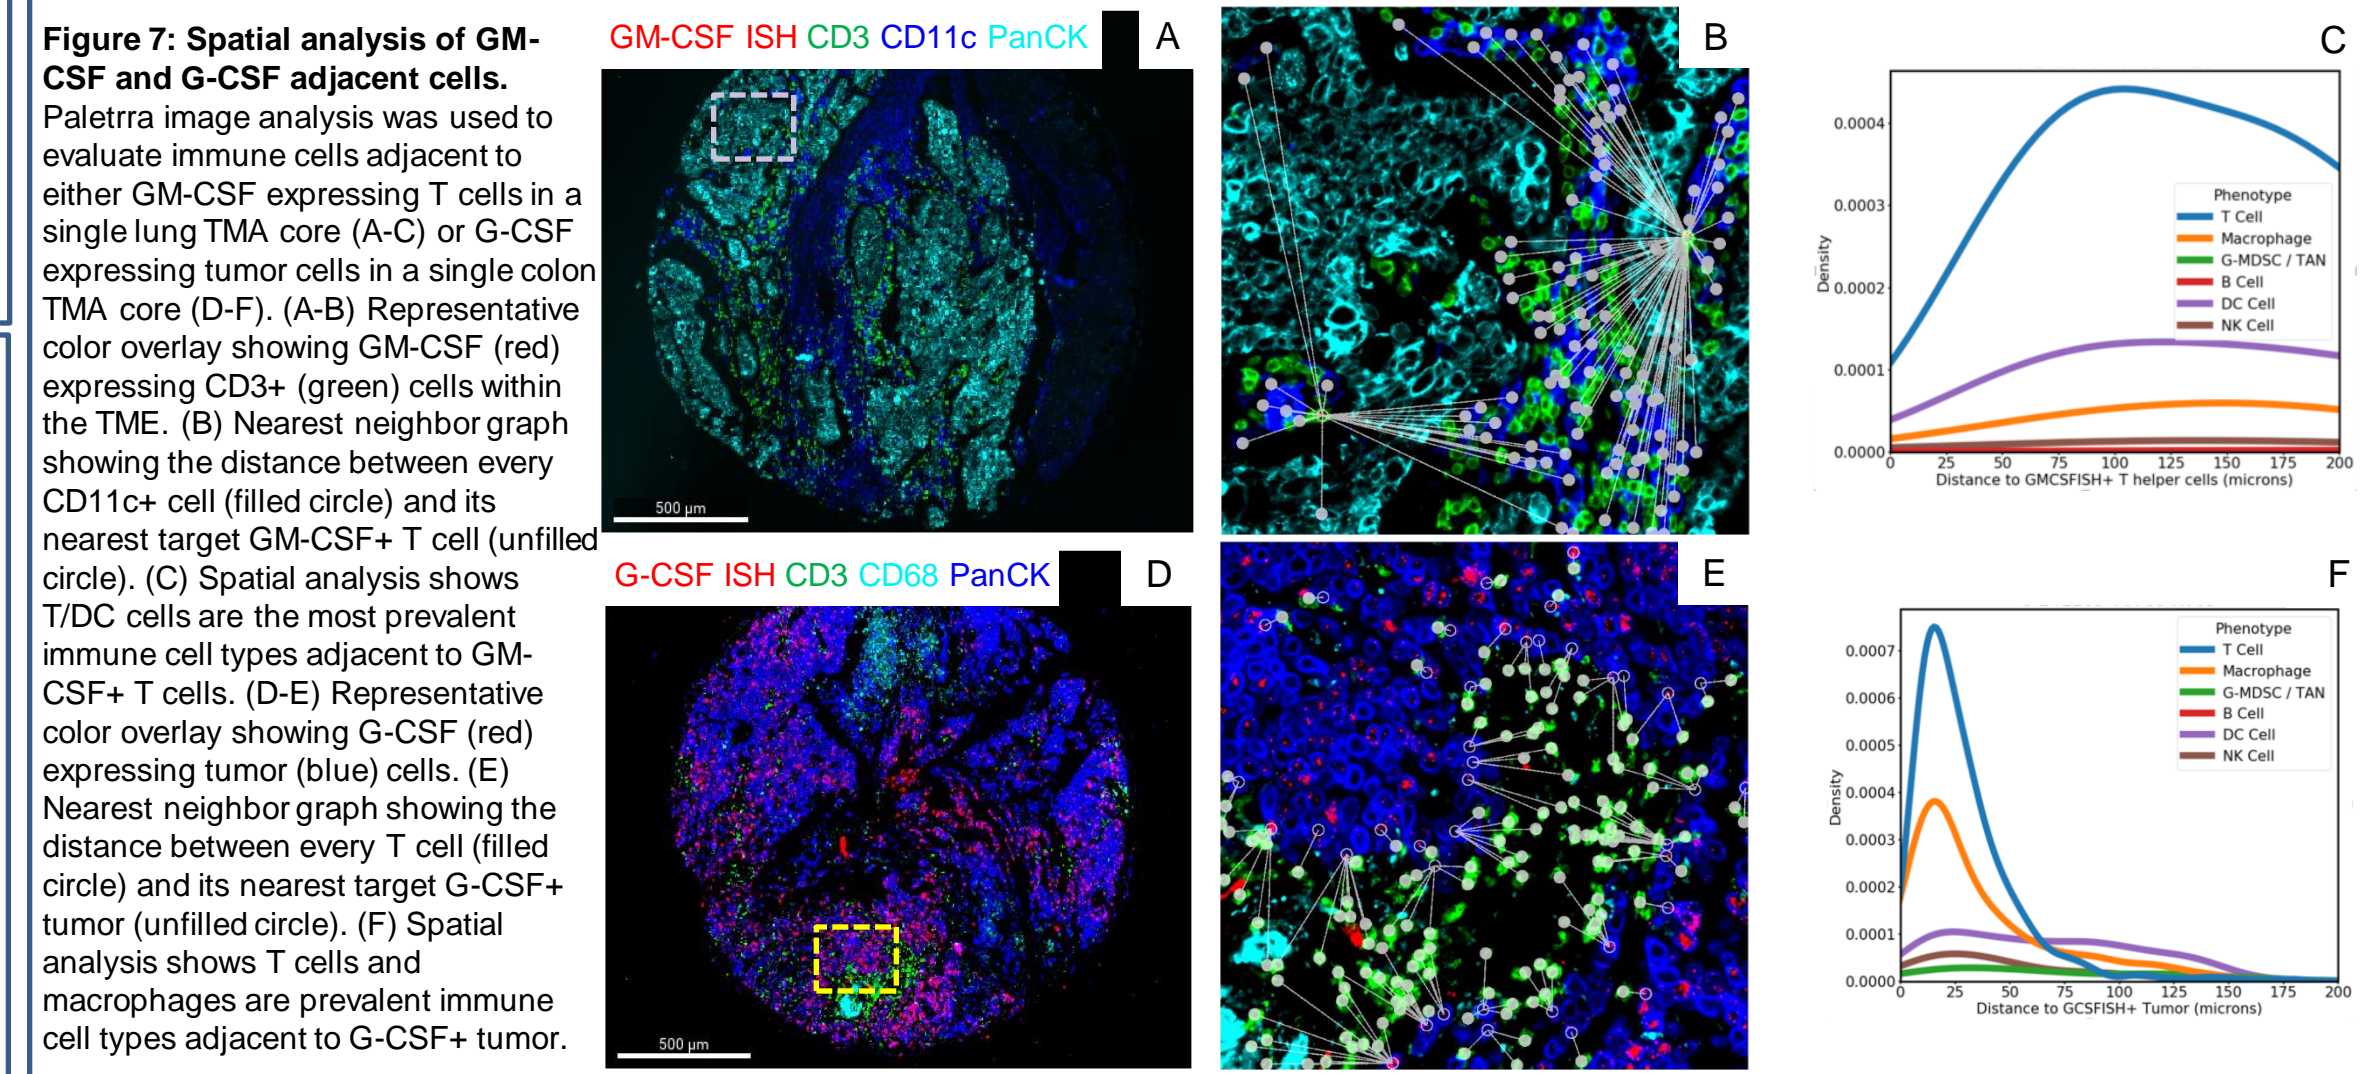 Figure 7: Spatial analysis of GM-
CSF and G-CSF adjacent cells.
Paletrra image analysis was used to
evaluate immune cells adjacent to
either GM-CSF expressing T cells in a
single lung TMA core (A-C) or G-CSF
expressing tumor cells in a single colon
TMA core (D-F). (A-B) Representative
color overlay showing GM-CSF (red)
expressing CD3+ (green) cells within
the TME. (B) Nearest neighbor graph
showing the distance between every
CD11c+ cell (filled circle) and its
nearest target GM-CSF+ T cell (unfilled
circle). (C) Spatial analysis shows
T/DC cells are the most prevalent
immune cell types adjacent to GM-
CSF+ T cells. (D-E) Representative
color overlay showing G-CSF (red)
expressing tumor (blue) cells. (E)
Nearest neighbor graph showing the
distance between every T cell (filled
circle) and its nearest target G-CSF+
tumor (unfilled circle). (F) Spatial
analysis shows T cells and
macrophages are prevalent immune
cell types adjacent to G-CSF+ tumor.
GM-CSF ISH CD3 CD11c PanCK
A
500 µm
B
C
0.0004
0.0003
0.0002
0.0001
0.0000
Density
Phenotype
T Cell
Macrophage
G-MDSC / TAN
B Cell
DC Cell
NK Cell
0 25 50 75 100 125 150 175 200
Distance to GMCSFISH+ T helper cells (microns)
G-CSF ISH CD3 CD68 PanCK
D
500 µm
E
F
0.0007
0.0006
0.0005
0.0004
0.0003
0.0002
0.0001
0.0000
Density
Phenotype
T Cell
Macrophage
G-MDSC / TAN
B Cell
DC Cell
NK Cell
0 25 50 75 100 125 150 175 200
Distance to GCSFISH+ Tumor (microns)